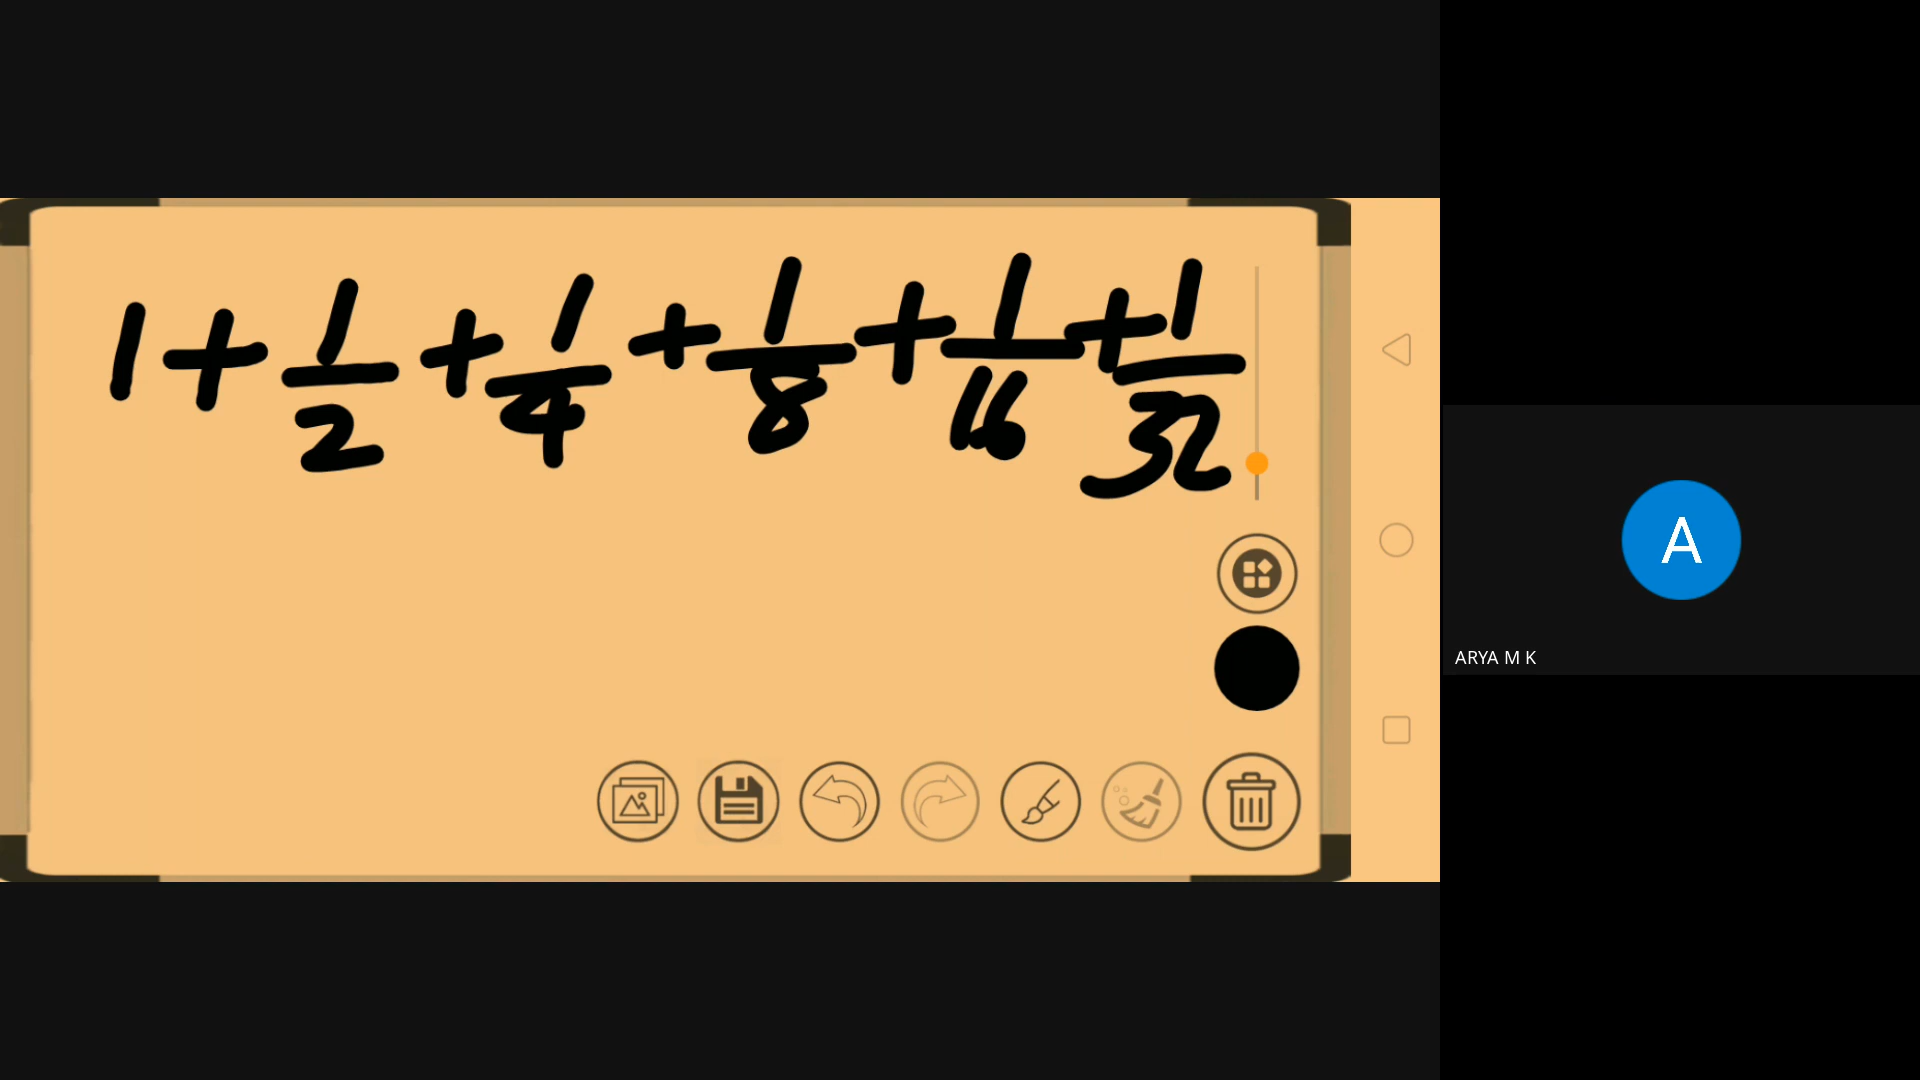 1 + 1/2 + 1/4 + 1/8 + 1/16 + 1/32
A
ARYA M K